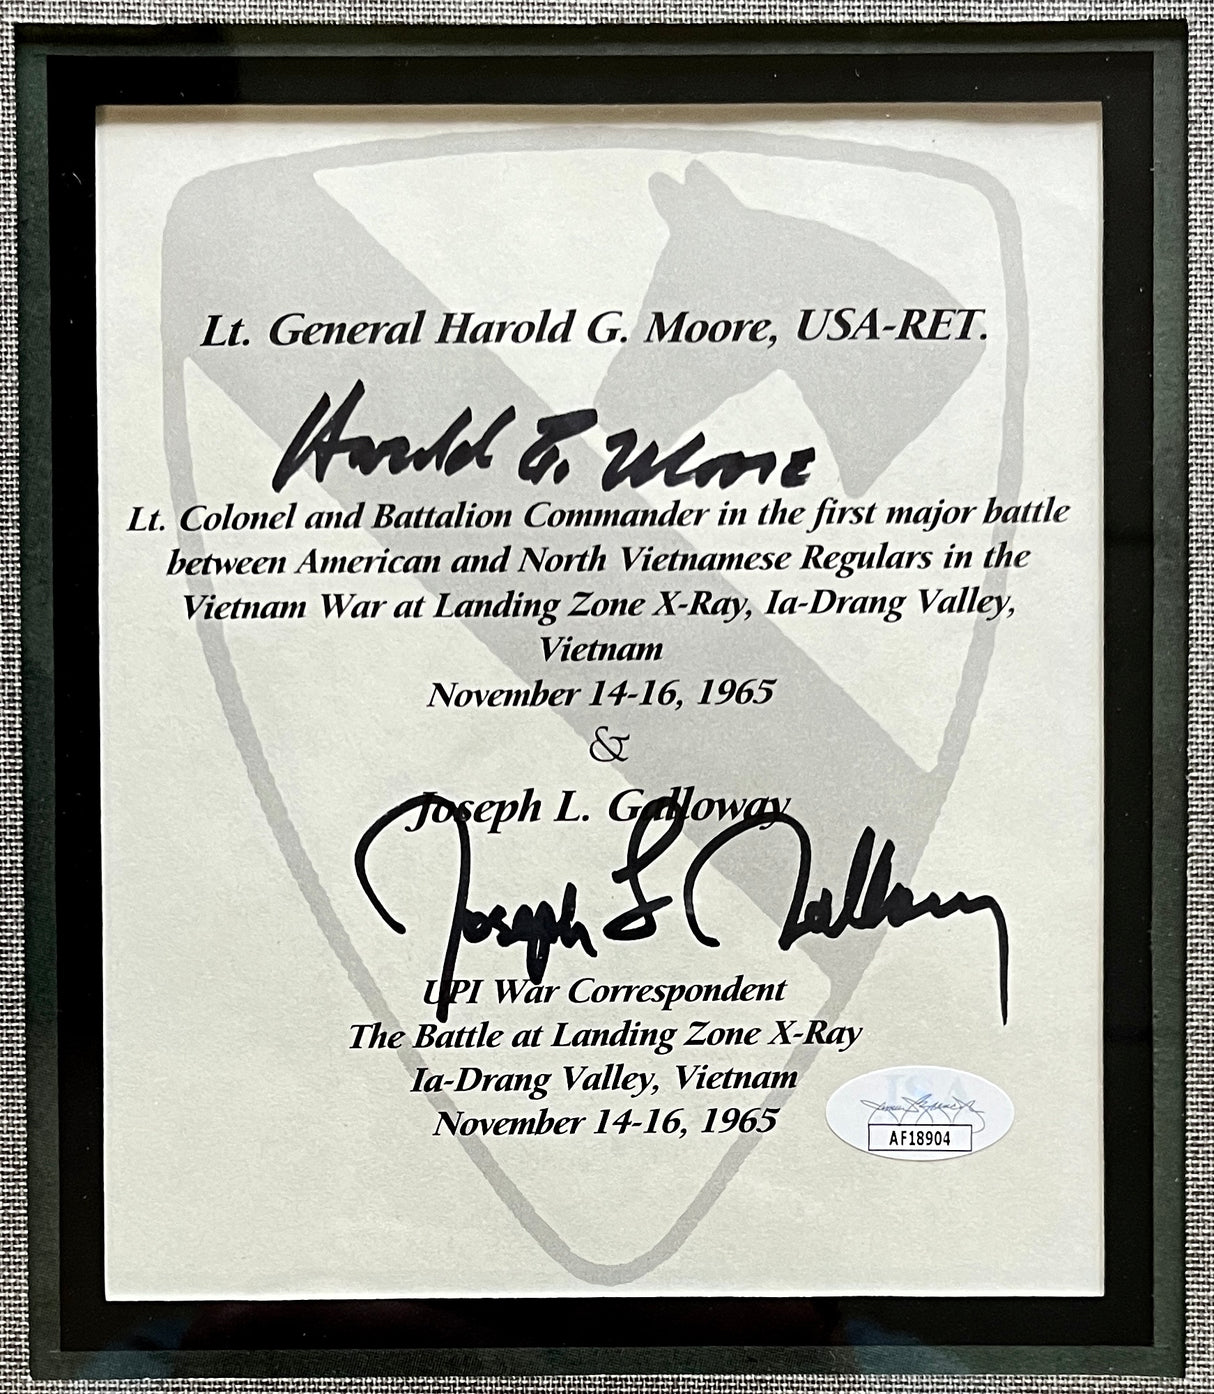 Lt. General Harold G. Moore, USA-RET.
Harold G. Moore
Lt. Colonel and Battalion Commander in the first major battle
between American and North Vietnamese Regulars in the
Vietnam War at Landing Zone X-Ray, Ia-Drang Valley,
Vietnam
November 14-16, 1965
&
Joseph L. Galloway
Joseph L Galloway
UPI War Correspondent
The Battle at Landing Zone X-Ray
Ia-Drang Valley, Vietnam
November 14-16, 1965
JSA
AF18904